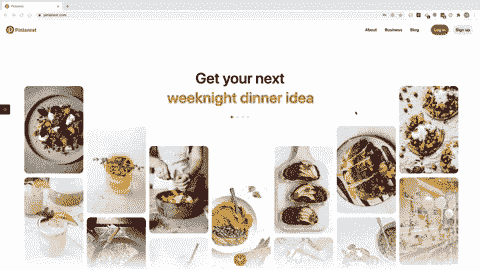 Pinterest
pinterest.com
Pinterest
About
Business
Blog
Log in
Sign up
Get your next
weeknight dinner idea